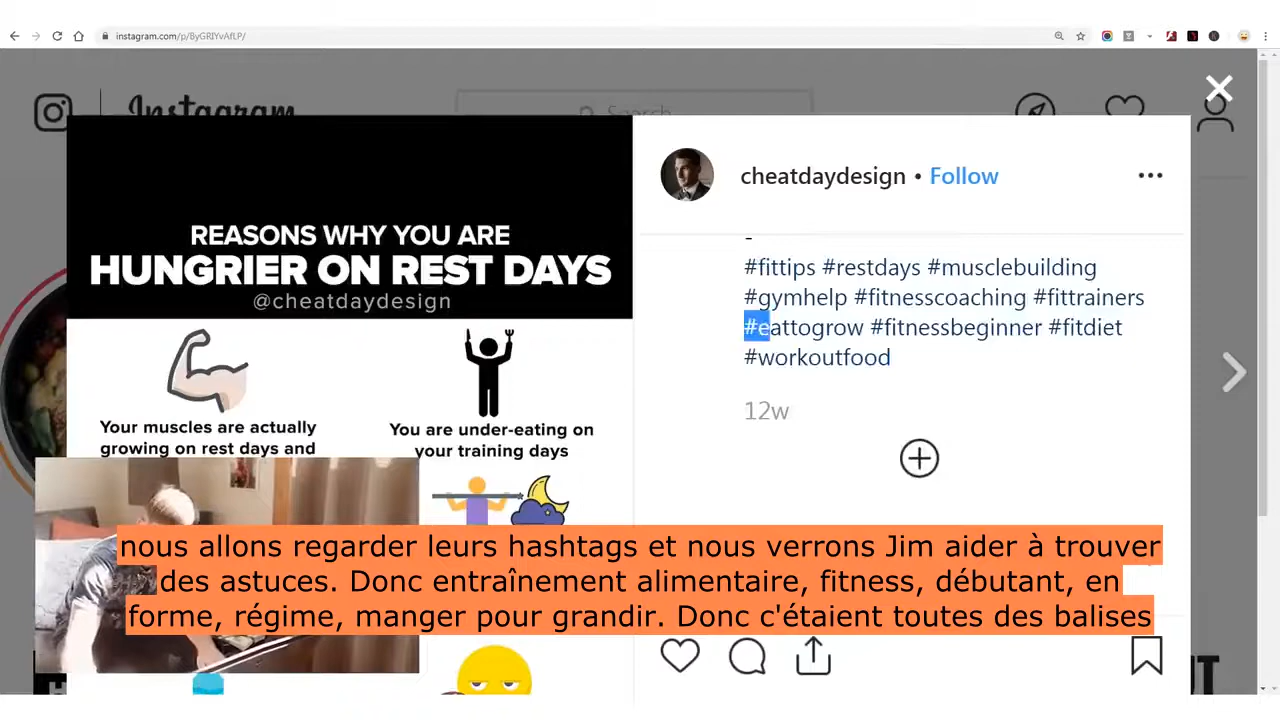 instagram.com/p/ByGRIYvAfLP/
Instagram
Search
REASONS WHY YOU ARE
HUNGRIER ON REST DAYS
@cheatdaydesign
Your muscles are actually
growing on rest days and
You are under-eating on
your training days
cheatdaydesign • Follow
-
#fittips #restdays #musclebuilding
#gymhelp #fitnesscoaching #fittrainers
#eattogrow #fitnessbeginner #fitdiet
#workoutfood
12w
nous allons regarder leurs hashtags et nous verrons Jim aider à trouver
des astuces. Donc entraînement alimentaire, fitness, débutant, en
forme, régime, manger pour grandir. Donc c'étaient toutes des balises